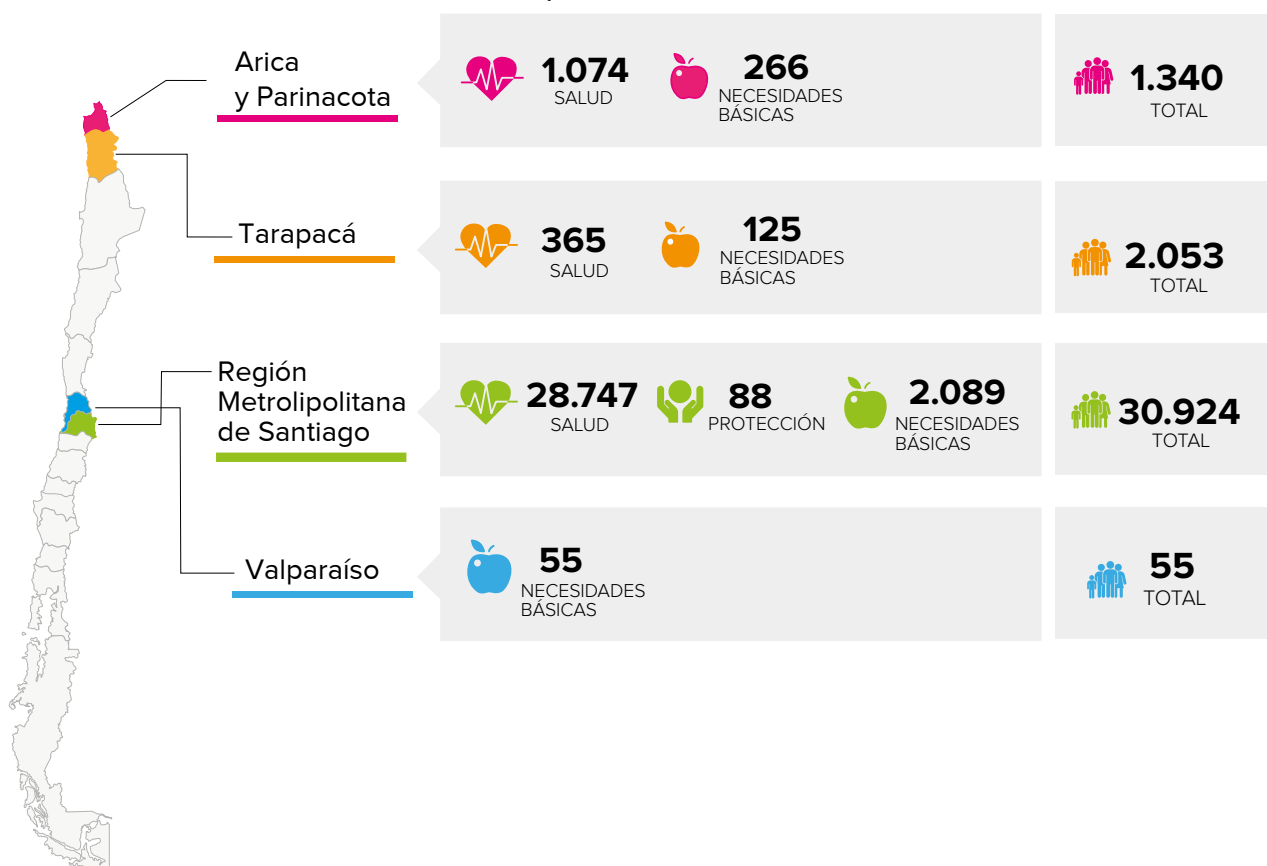 Arica
y Parinacota
1.074
SALUD
266
NECESIDADES
BÁSICAS
1.340
TOTAL
Tarapacá
365
SALUD
125
NECESIDADES
BÁSICAS
2.053
TOTAL
Región
Metrolipolitana
de Santiago
28.747
SALUD
88
PROTECCIÓN
2.089
NECESIDADES
BÁSICAS
30.924
TOTAL
Valparaíso
55
NECESIDADES
BÁSICAS
55
TOTAL